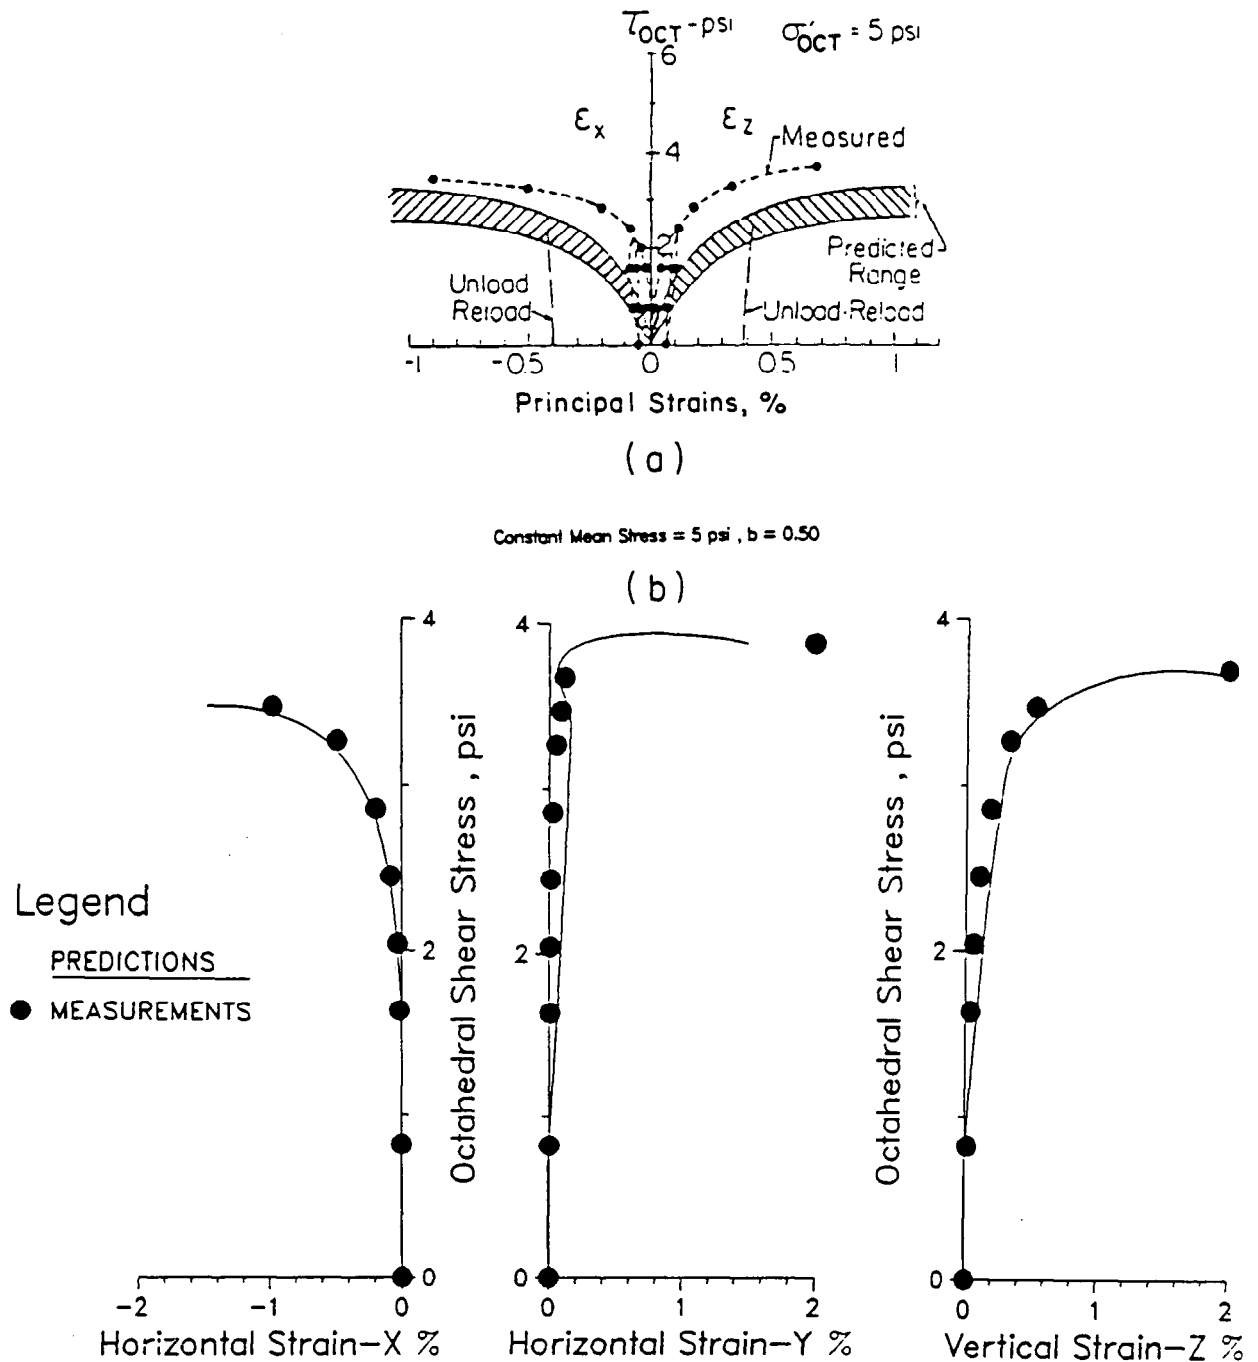 τOCT-psi σ'OCT = 5 psi
6
εx εz
Measured
4
2
Predicted
Range
Unload
Reload
Unload-Reload
-1 -0.5 0 0.5 1
Principal Strains, %
(a)
Constant Mean Stress = 5 psi , b = 0.50
(b)
4
2
0
-2 -1 0
Horizontal Strain-X %
Octahedral Shear Stress , psi
4
2
0
0 1 2
Horizontal Strain-Y %
Octahedral Shear Stress , psi
4
2
0
0 1 2
Vertical Strain-Z %
Legend
PREDICTIONS
MEASUREMENTS